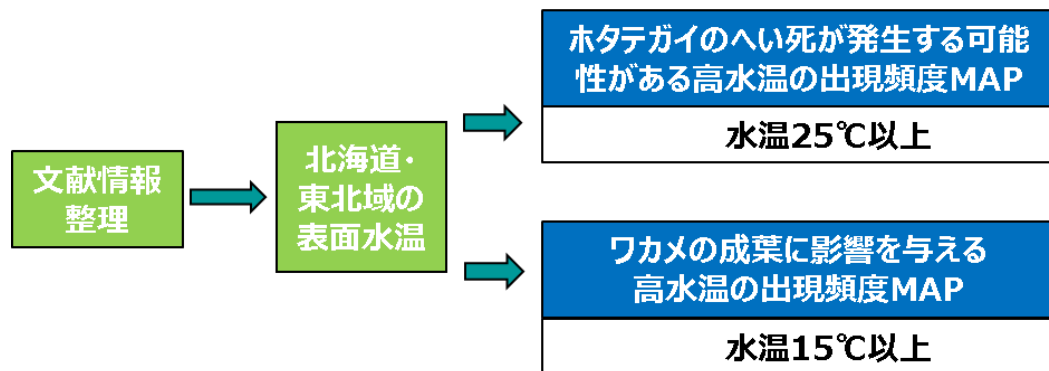 文献情報
整理
北海道・
東北域の
表面水温
ホタテガイのへい死が発生する可能
性がある高水温の出現頻度MAP
水温25℃以上
ワカメの成葉に影響を与える
高水温の出現頻度MAP
水温15℃以上